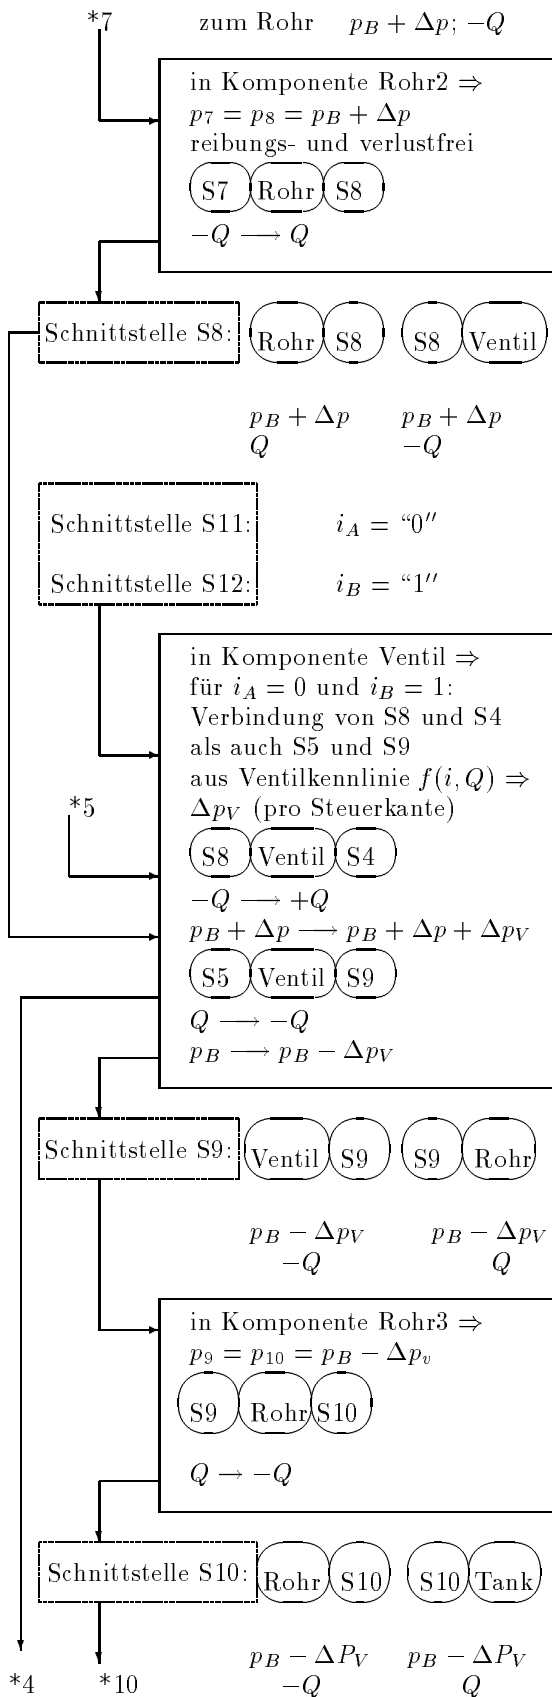 *7 zum Rohr p_B + Δp; −Q
in Komponente Rohr2 ⇒
p_7 = p_8 = p_B + Δp
reibungs- und verlustfrei
S7 Rohr S8
−Q ⟶ Q
Schnittstelle S8: Rohr S8 S8 Ventil
p_B + Δp p_B + Δp
Q −Q
Schnittstelle S11: i_A = “0”
Schnittstelle S12: i_B = “1”
in Komponente Ventil ⇒
für i_A = 0 und i_B = 1:
Verbindung von S8 und S4
als auch S5 und S9
aus Ventilkennlinie f(i, Q) ⇒
*5 Δp_V (pro Steuerkante)
S8 Ventil S4
−Q ⟶ +Q
p_B + Δp ⟶ p_B + Δp + Δp_V
S5 Ventil S9
Q ⟶ −Q
p_B ⟶ p_B − Δp_V
Schnittstelle S9: Ventil S9 S9 Rohr
p_B − Δp_V p_B − Δp_V
−Q Q
in Komponente Rohr3 ⇒
p_9 = p_10 = p_B − Δp_v
S9 Rohr S10
Q → −Q
Schnittstelle S10: Rohr S10 S10 Tank
p_B − ΔP_V p_B − ΔP_V
*4 *10 −Q Q